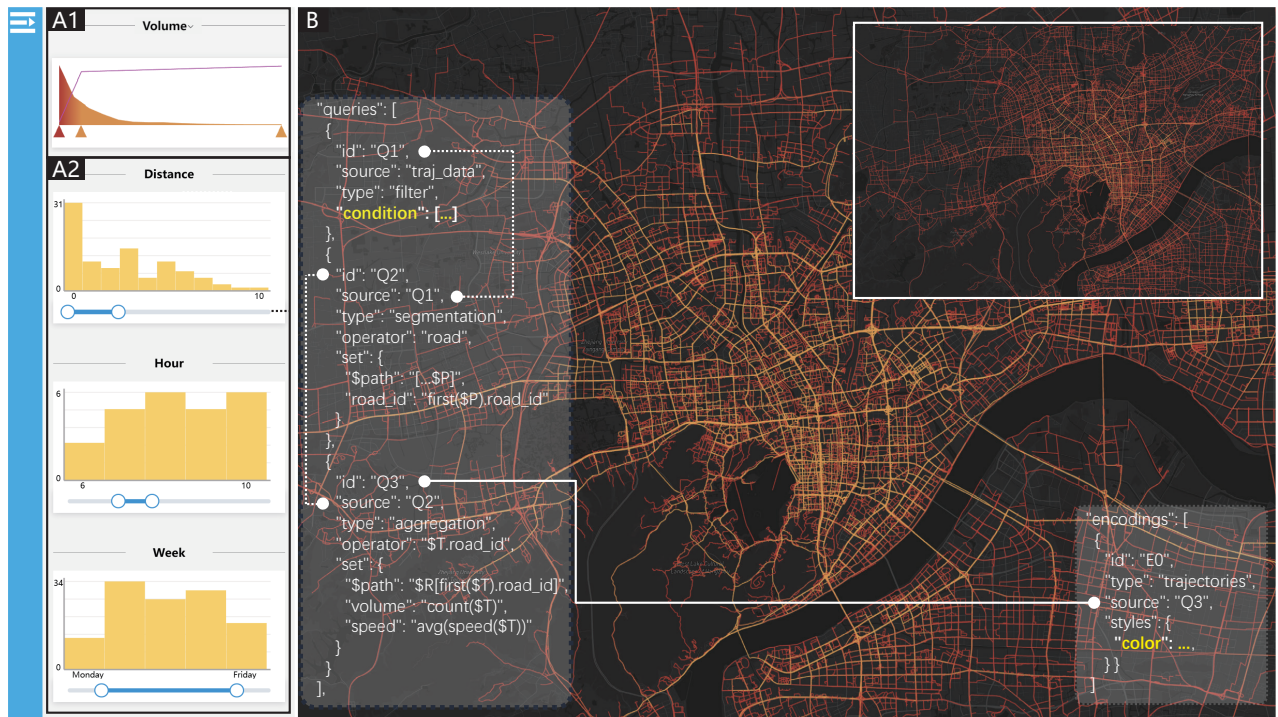 A1
Volume
A2
Distance
31
0
0
10
Hour
6
0
6
10
Week
34
0
Monday
Friday
B
"queries": [
{
"id": "Q1",
"source": "traj_data",
"type": "filter",
"condition": [...]
},
{
"id": "Q2",
"source": "Q1",
"type": "segmentation",
"operator": "road",
"set": {
"$path": "[...$P]",
"road_id": "first($P).road_id"
}
},
{
"id": "Q3",
"source": "Q2",
"type": "aggregation",
"operator": "$T.road_id",
"set": {
"$path": "$R[first($T).road_id]",
"volume": "count($T)",
"speed": "avg(speed($T))"
}
}
],
"encodings": [
{
"id": "E0",
"type": "trajectories",
"source": "Q3",
"styles": {
"color": ...,
} }
]